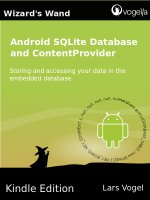 Wizard's Wand
vogella
Android SQLite Database
and ContentProvider
Storing and accessing your data in the
embedded database
Kindle Edition
Lars Vogel